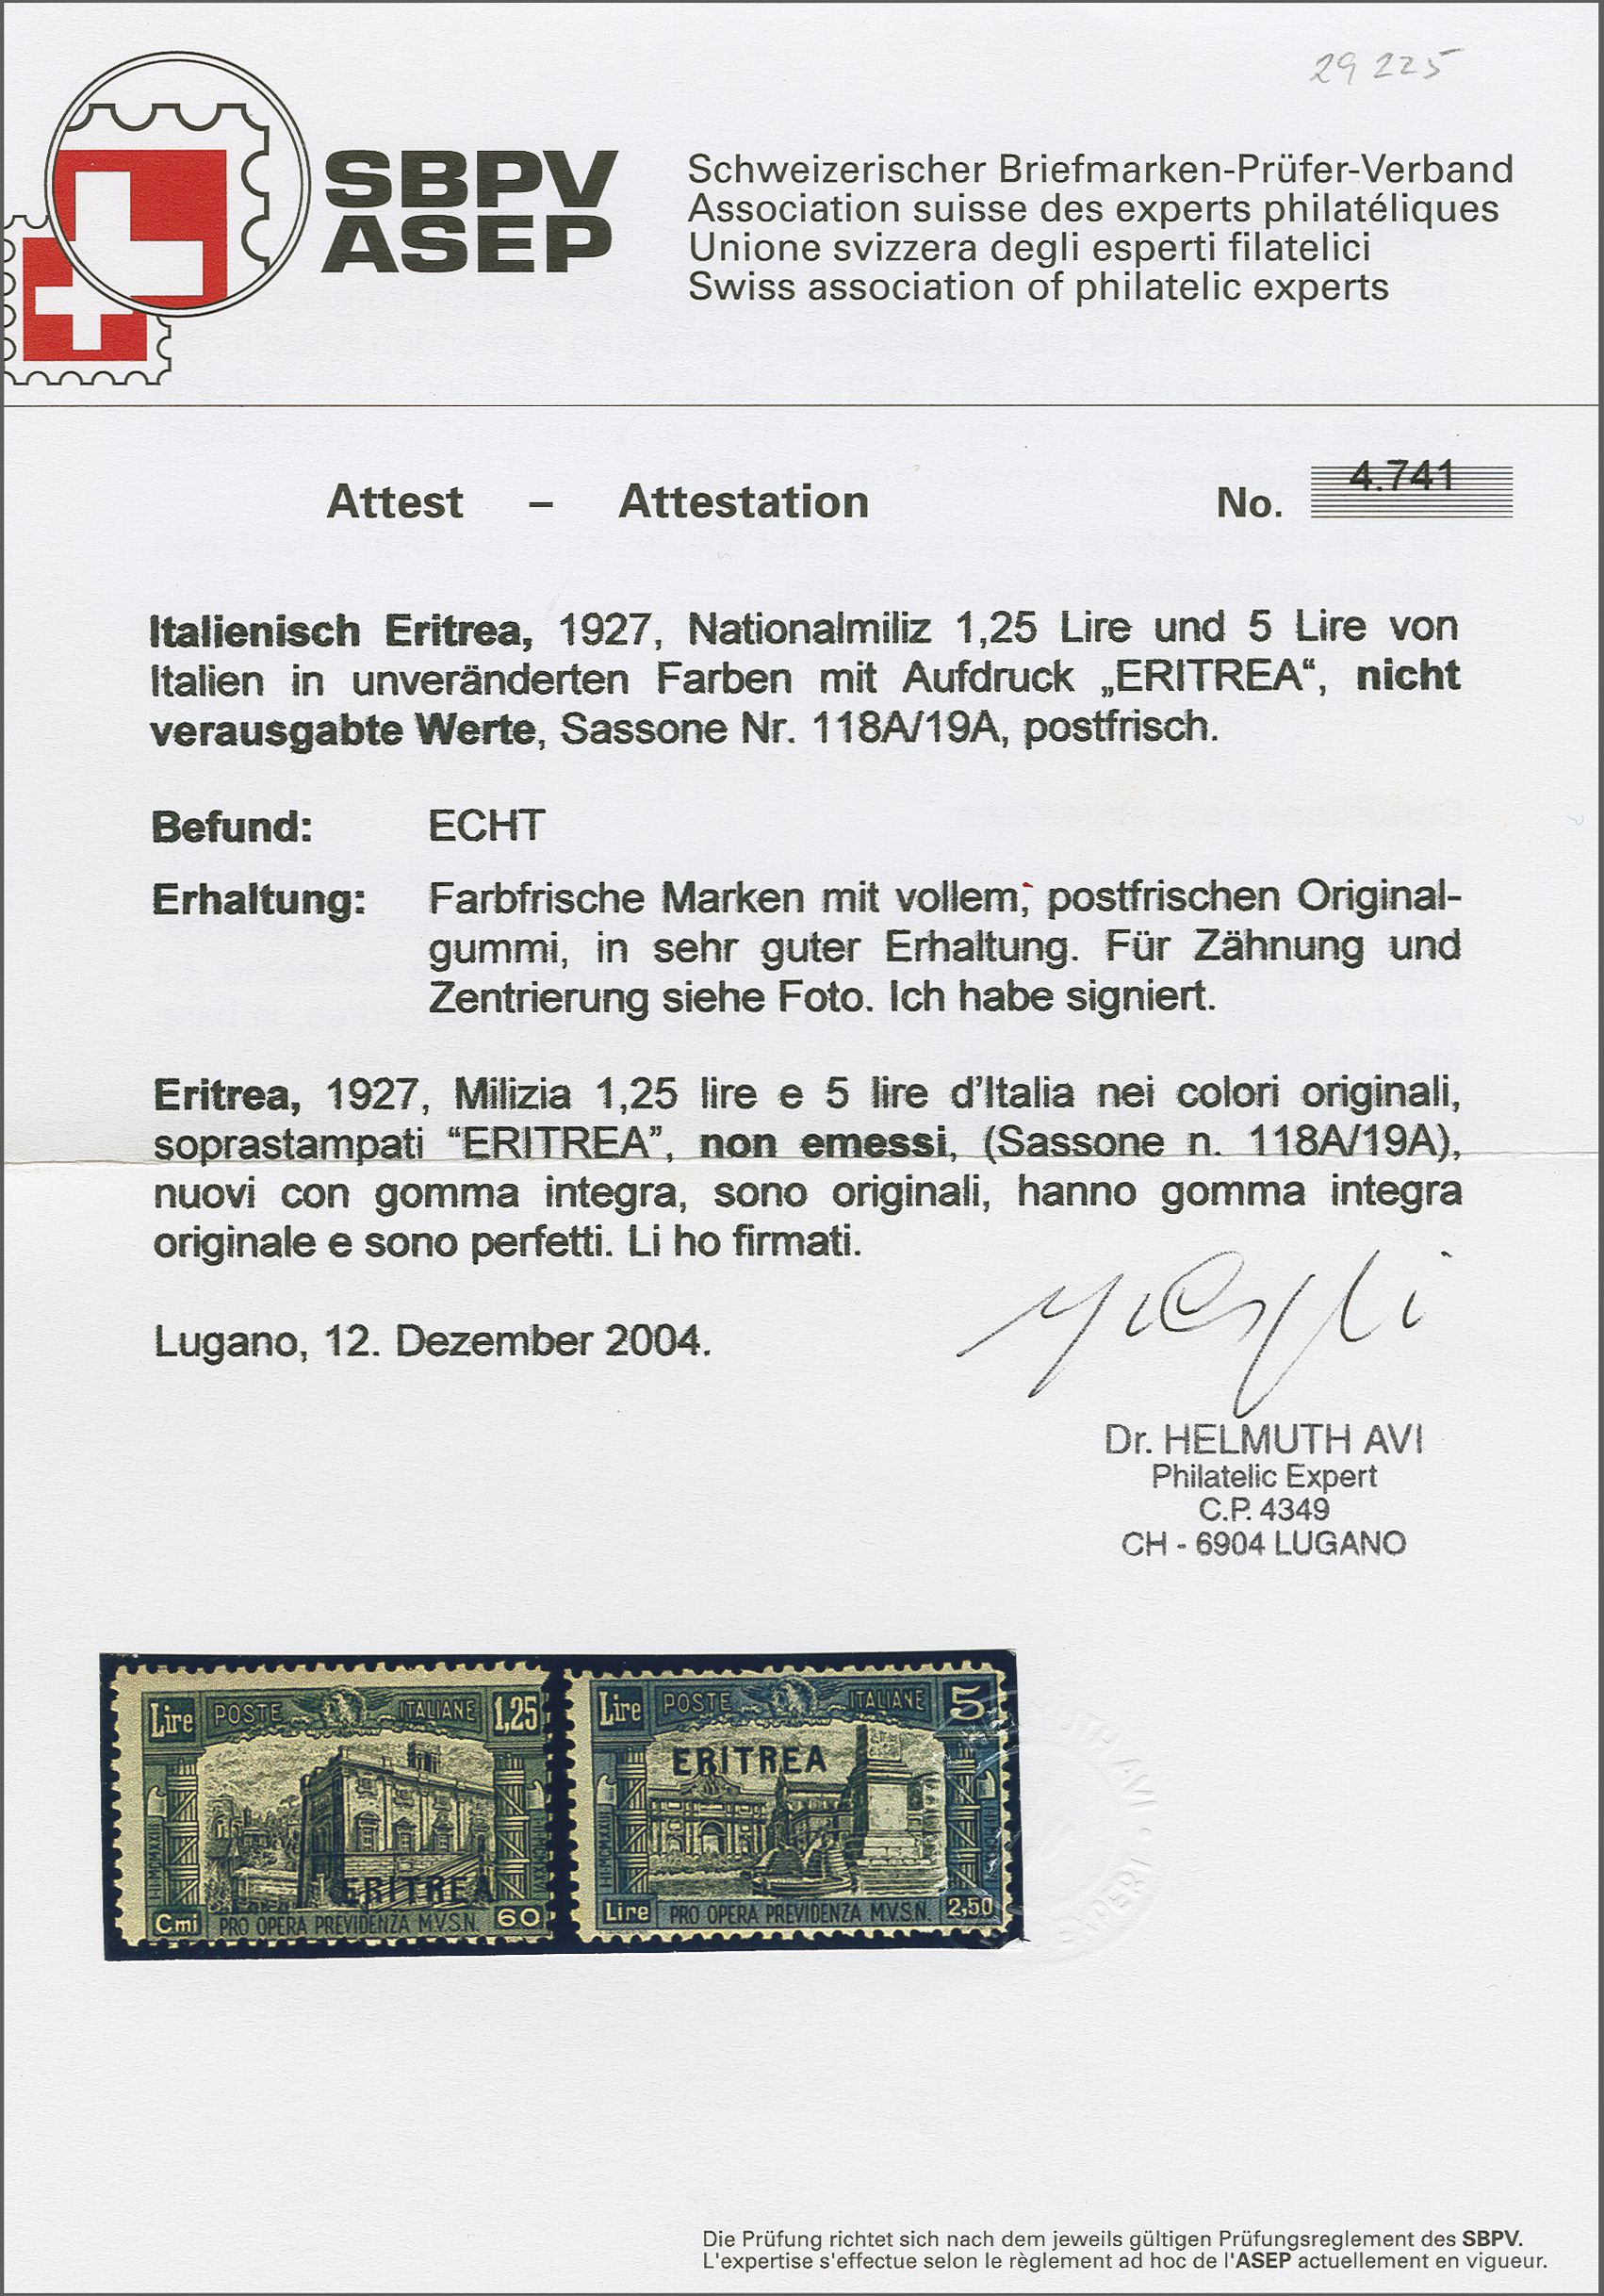 29 225
SBPV
ASEP
Schweizerischer Briefmarken-Prüfer-Verband
Association suisse des experts philatéliques
Unione svizzera degli esperti filatelici
Swiss association of philatelic experts
Attest – Attestation No. 4.741
Italienisch Eritrea, 1927, Nationalmiliz 1,25 Lire und 5 Lire von
Italien in unveränderten Farben mit Aufdruck „ERITREA“, nicht
verausgabte Werte, Sassone Nr. 118A/19A, postfrisch.
Befund: ECHT
Erhaltung: Farbfrische Marken mit vollem, postfrischen Original-
gummi, in sehr guter Erhaltung. Für Zähnung und
Zentrierung siehe Foto. Ich habe signiert.
Eritrea, 1927, Milizia 1,25 lire e 5 lire d’Italia nei colori originali,
soprastampati “ERITREA”, non emessi, (Sassone n. 118A/19A),
nuovi con gomma integra, sono originali, hanno gomma integra
originale e sono perfetti. Li ho firmati.
Lugano, 12. Dezember 2004.
Dr. HELMUTH AVI
Philatelic Expert
C.P. 4349
CH - 6904 LUGANO
Lire POSTE ITALIANE 1,25
ERITREA
Cmi PRO OPERA PREVIDENZA M.V.S.N. 60
Lire POSTE ITALIANE 5
ERITREA
Lire PRO OPERA PREVIDENZA M.V.S.N. 2,50
Die Prüfung richtet sich nach dem jeweils gültigen Prüfungsreglement des SBPV.
L'expertise s'effectue selon le règlement ad hoc de l'ASEP actuellement en vigueur.